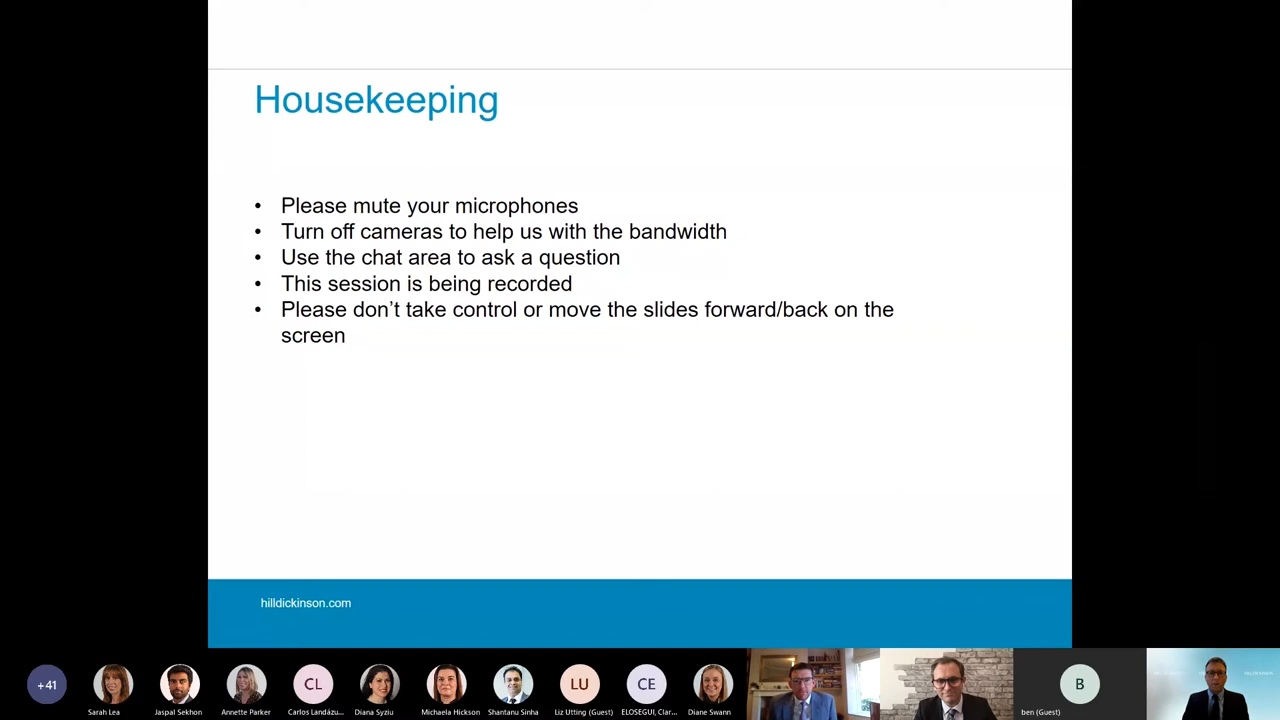 Housekeeping
• Please mute your microphones
• Turn off cameras to help us with the bandwidth
• Use the chat area to ask a question
• This session is being recorded
• Please don’t take control or move the slides forward/back on the
screen
hilldickinson.com
+41
CL
LU
CE
B
Sarah Lea
Jaspal Sekhon
Annette Parker
Carlos Landázu...
Diana Syziu
Michaela Hickson
Shantanu Sinha
Liz Utting (Guest)
ELOSEGUI, Clar...
Diane Swann
ben (Guest)